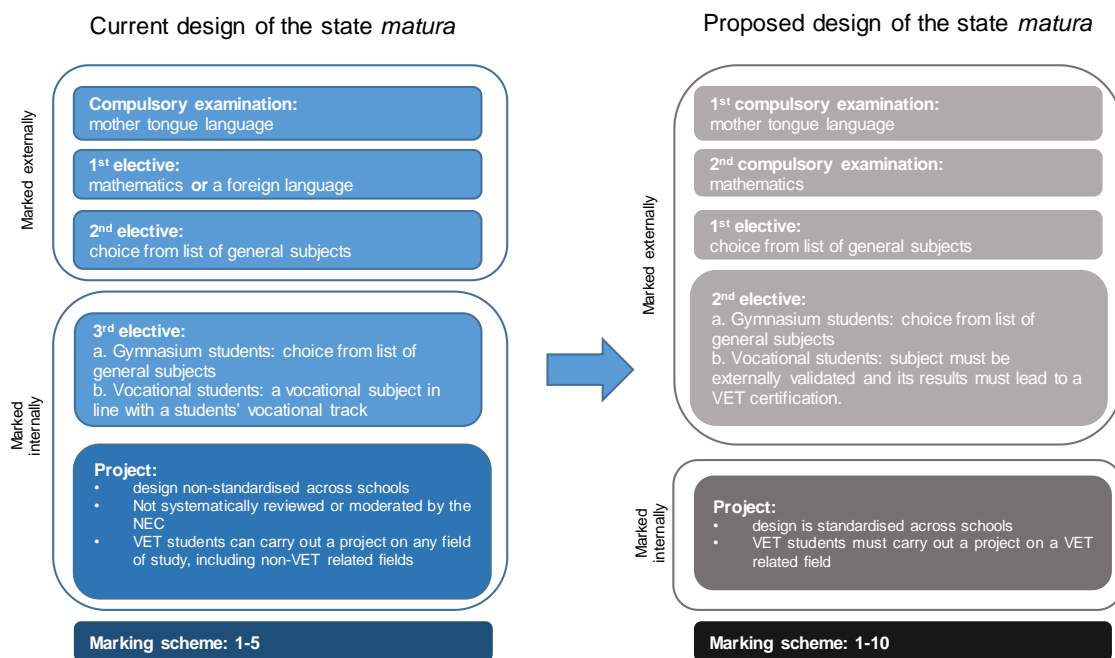 Current design of the state matura
Marked externally
Compulsory examination:
mother tongue language
1st elective:
mathematics or a foreign language
2nd elective:
choice from list of general subjects
Marked
internally
3rd elective:
a. Gymnasium students: choice from list of
general subjects
b. Vocational students: a vocational subject in
line with a students’ vocational track
Project:
• design non-standardised across schools
• Not systematically reviewed or moderated by the
NEC
• VET students can carry out a project on any field
of study, including non-VET related fields
Marking scheme: 1-5
Proposed design of the state matura
Marked externally
1st compulsory examination:
mother tongue language
2nd compulsory examination:
mathematics
1st elective:
choice from list of general subjects
2nd elective:
a. Gymnasium students: choice from list of
general subjects
b. Vocational students: subject must be
externally validated and its results must lead to a
VET certification.
Marked
internally
Project:
• design is standardised across schools
• VET students must carry out a project on a VET
related field
Marking scheme: 1-10